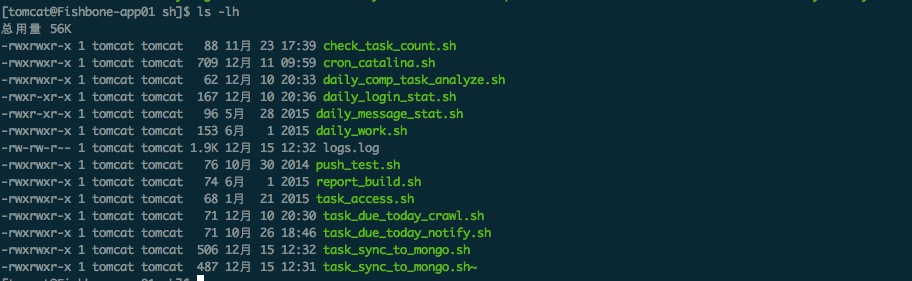 [tomcat@Fishbone-app01 sh]$ ls -lh
总用量 56K
-rwxrwxr-x 1 tomcat tomcat   88 11月 23 17:39 check_task_count.sh
-rwxrwxr-x 1 tomcat tomcat  709 12月 11 09:59 cron_catalina.sh
-rwxrwxr-x 1 tomcat tomcat   62 12月 10 20:33 daily_comp_task_analyze.sh
-rwxr-xr-x 1 tomcat tomcat  167 12月 10 20:36 daily_login_stat.sh
-rwxr-xr-x 1 tomcat tomcat   96 5月  28 2015 daily_message_stat.sh
-rwxrwxr-x 1 tomcat tomcat  153 6月   1 2015 daily_work.sh
-rw-rw-r-- 1 tomcat tomcat 1.9K 12月 15 12:32 logs.log
-rwxrwxr-x 1 tomcat tomcat   76 10月 30 2014 push_test.sh
-rwxrwxr-x 1 tomcat tomcat   74 6月   1 2015 report_build.sh
-rwxrwxr-x 1 tomcat tomcat   68 1月  21 2015 task_access.sh
-rwxrwxr-x 1 tomcat tomcat   71 12月 10 20:30 task_due_today_crawl.sh
-rwxrwxr-x 1 tomcat tomcat   71 10月 26 18:46 task_due_today_notify.sh
-rwxrwxr-x 1 tomcat tomcat  506 12月 15 12:32 task_sync_to_mongo.sh
-rwxrwxr-x 1 tomcat tomcat  487 12月 15 12:31 task_sync_to_mongo.sh~
[tomcat@Fishbone-app01 sh]$